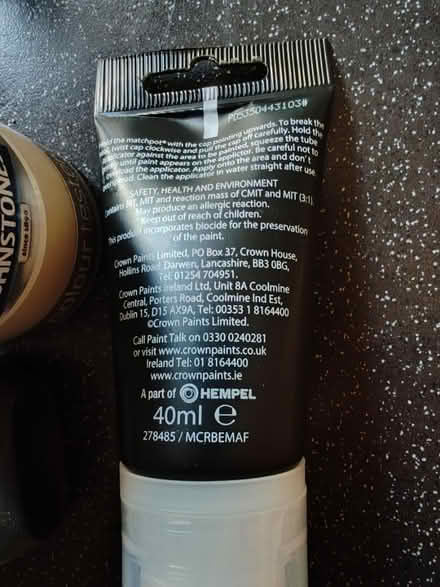 P05350443103#
the matchpot® with the cap pointing upwards. To break the
twist cap clockwise and pull the cap off carefully. Hold the
applicator against the area to be painted, squeeze the tube
until paint appears on the applictor. Be careful not to
the applicator. Apply onto the area and don't
Clean the applicator in water straight after use.
SAFETY, HEALTH AND ENVIRONMENT
Contains BIT, MIT and reaction mass of CMIT and MIT (3:1).
May produce an allergic reaction.
Keep out of reach of children.
This product incorporates biocide for the preservation
of the paint.
Crown Paints Limited, PO Box 37, Crown House,
Hollins Road, Darwen, Lancashire, BB3 0BG,
Tel: 01254 704951.
Crown Paints Ireland Ltd, Unit 8A Coolmine
Central, Porters Road, Coolmine Ind Est,
Dublin 15, D15 AX9A, Tel: 00353 1 8164400
©Crown Paints Limited.
Call Paint Talk on 0330 0240281
or visit www.crownpaints.co.uk
Ireland Tel: 01 8164400
www.crownpaints.ie
A part of HEMPEL
40ml e
278485 / MCRBEMAF
HNSTONE
since 1890